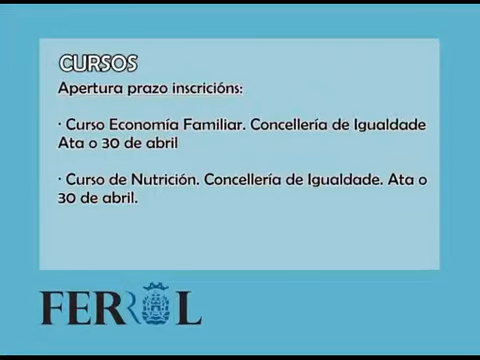 CURSOS
Apertura prazo inscricións:
· Curso Economía Familiar. Concellería de Igualdade
Ata o 30 de abril
· Curso de Nutrición. Concellería de Igualdade. Ata o
30 de abril.
FERROL